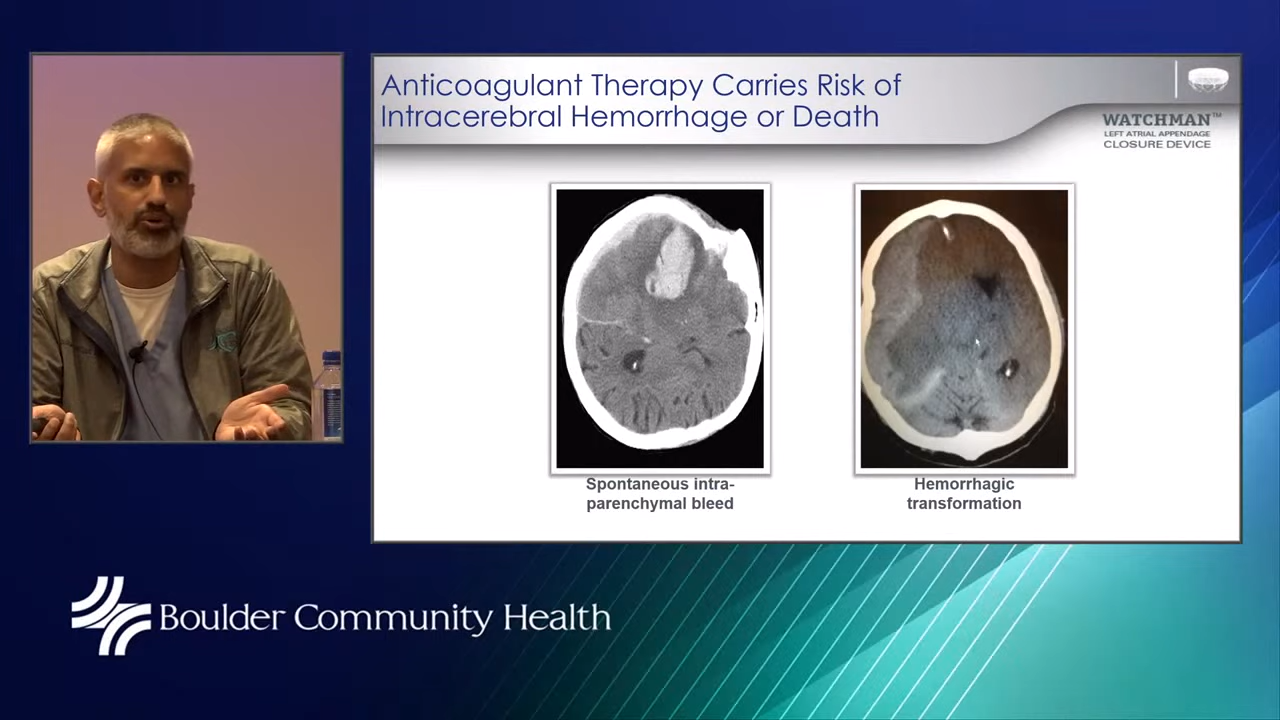 Anticoagulant Therapy Carries Risk of
Intracerebral Hemorrhage or Death
WATCHMAN™
LEFT ATRIAL APPENDAGE
CLOSURE DEVICE
Spontaneous intra-
parenchymal bleed
Hemorrhagic
transformation
Boulder Community Health